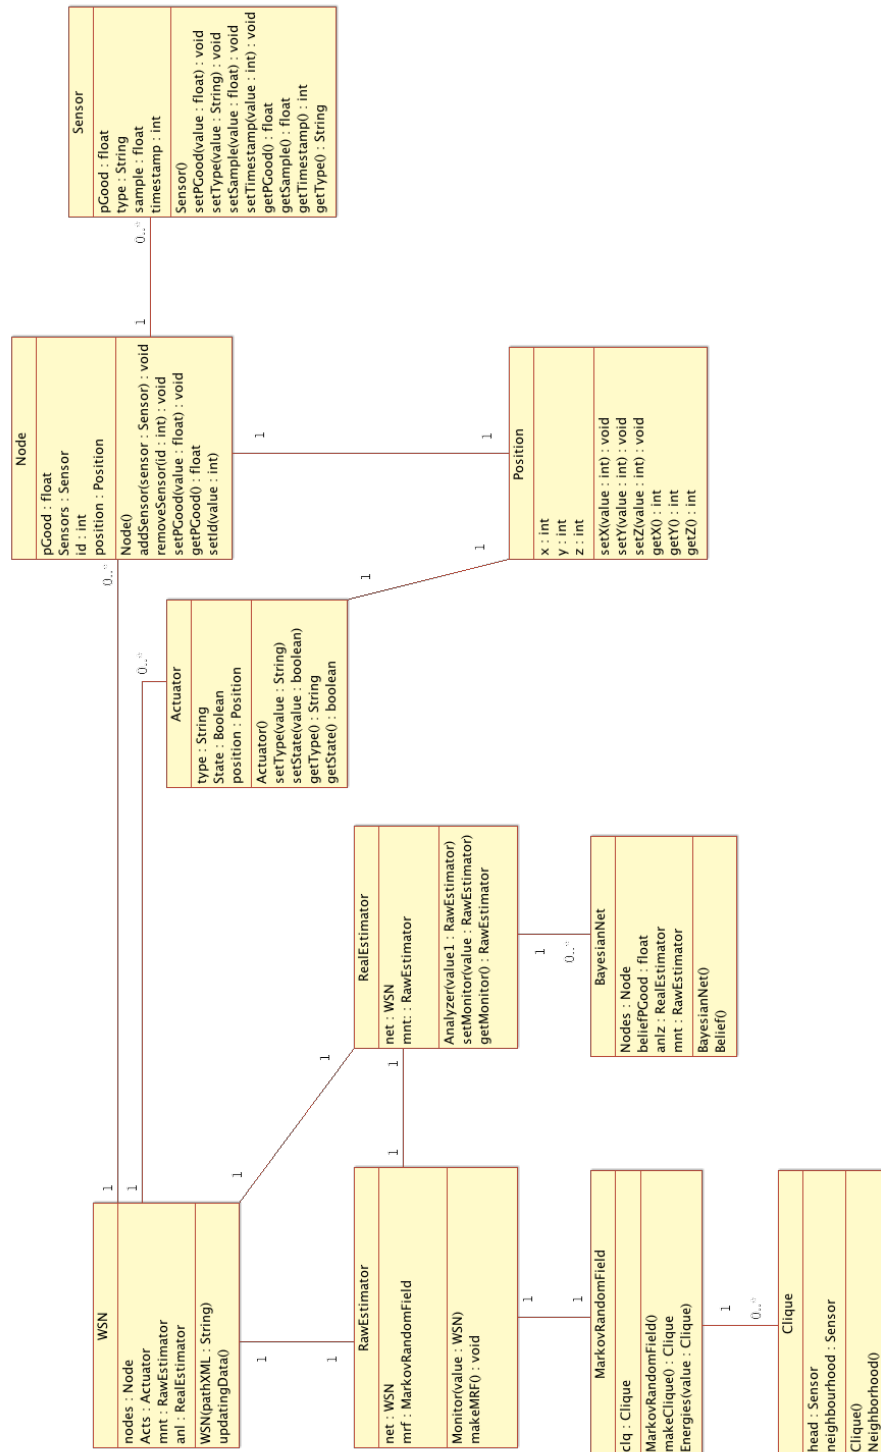 Sensor
pGood : float
type : String
sample : float
timestamp : int
Sensor()
setPGood(value : float) : void
setType(value : String) : void
setSample(value : float) : void
setTimestamp(value : int) : void
getPGood() : float
getSample() : float
getTimestamp() : int
getType() : String
0..*
1
Node
pGood : float
Sensors : Sensor
id : int
position : Position
Node()
addSensor(sensor : Sensor) : void
removeSensor(id : int) : void
setPGood(value : float) : void
getPGood() : float
setId(value : int)
1
1
0..*
Position
x : int
y : int
z : int
setX(value : int) : void
setY(value : int) : void
setZ(value : int) : void
getX() : int
getY() : int
getZ() : int
1
1
0..*
Actuator
type : String
State : Boolean
position : Position
Actuator()
setType(value : String)
setState(value : boolean)
getType() : String
getState() : boolean
RealEstimator
net : WSN
mnt: : RawEstimator
Analyzer(value1 : RawEstimator)
setMonitor(value : RawEstimator)
getMonitor() : RawEstimator
1
0..*
BayesianNet
Nodes : Node
beliefPGood : float
anlz : RealEstimator
mnt : RawEstimator
BayesianNet()
Belief()
1
1
1
1
1
1
WSN
nodes : Node
Acts : Actuator
mnt : RawEstimator
anl : RealEstimator
WSN(pathXML : String)
updatingData()
1
1
RawEstimator
net : WSN
mrf : MarkovRandomField
Monitor(value : WSN)
makeMRF() : void
1
1
MarkovRandomField
clq : Clique
MarkovRandomField()
makeClique() : Clique
Energies(value : Clique)
1
0..*
Clique
head : Sensor
neighbourhood : Sensor
Clique()
Neighborhood()